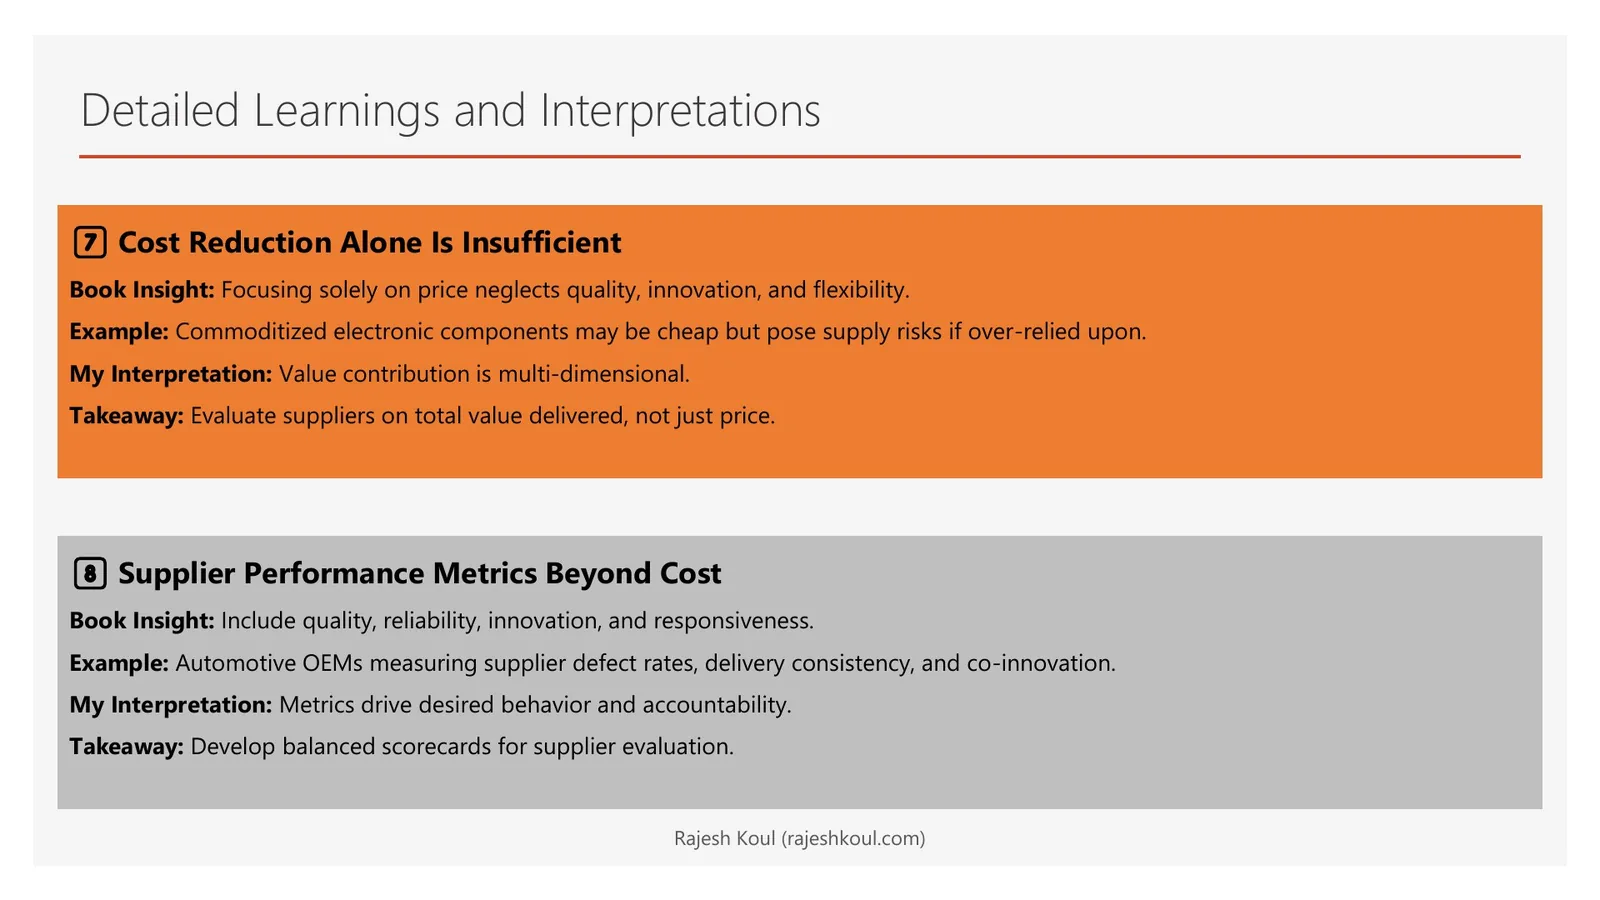 Detailed Learnings and Interpretations
7 Cost Reduction Alone Is Insufficient
Book Insight: Focusing solely on price neglects quality, innovation, and flexibility.
Example: Commoditized electronic components may be cheap but pose supply risks if over-relied upon.
My Interpretation: Value contribution is multi-dimensional.
Takeaway: Evaluate suppliers on total value delivered, not just price.
8 Supplier Performance Metrics Beyond Cost
Book Insight: Include quality, reliability, innovation, and responsiveness.
Example: Automotive OEMs measuring supplier defect rates, delivery consistency, and co-innovation.
My Interpretation: Metrics drive desired behavior and accountability.
Takeaway: Develop balanced scorecards for supplier evaluation.
Rajesh Koul (rajeshkoul.com)